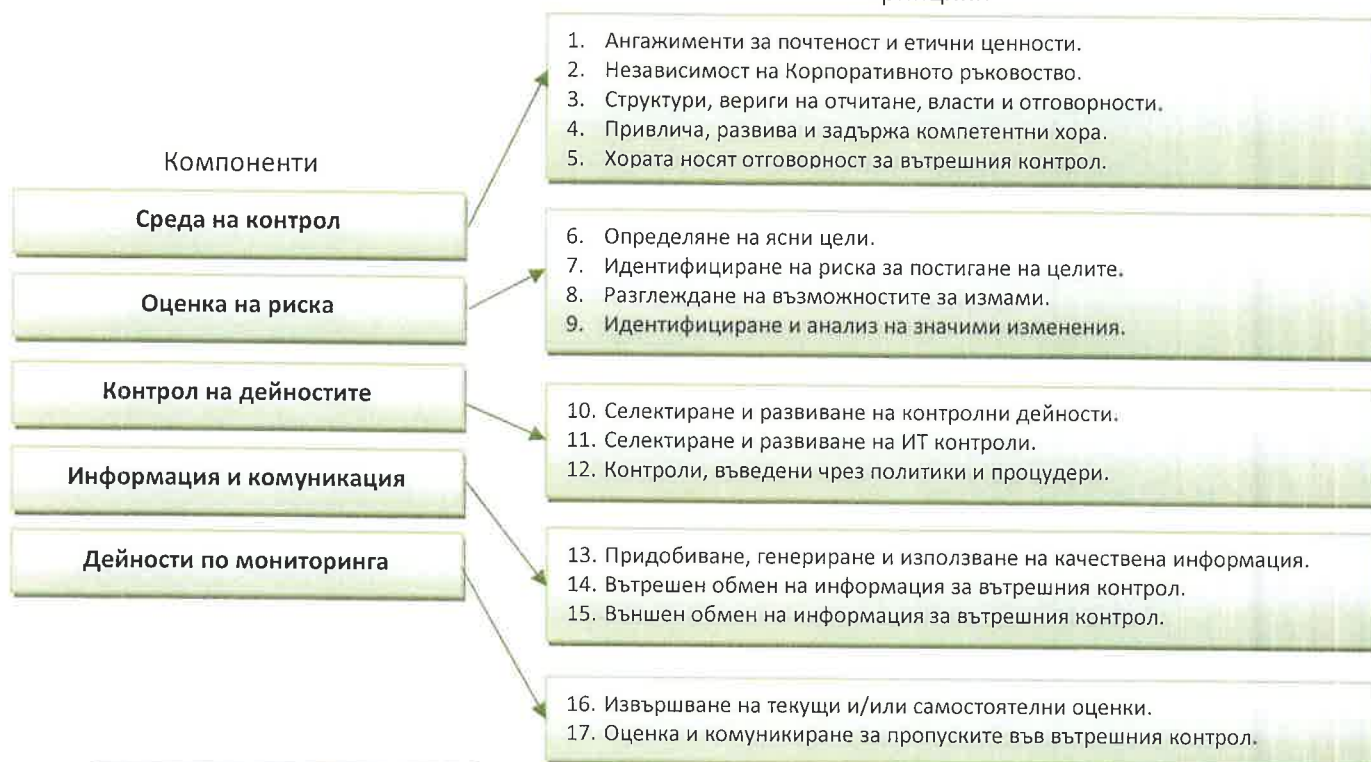 Компоненти
Среда на контрол
Оценка на риска
Контрол на дейностите
Информация и комуникация
Дейности по мониторинга
1. Ангажименти за почтеност и етични ценности.
2. Независимост на Корпоративното ръковоство.
3. Структури, вериги на отчитане, власти и отговорности.
4. Привлича, развива и задържа компетентни хора.
5. Хората носят отговорност за вътрешния контрол.
6. Определяне на ясни цели.
7. Идентифициране на риска за постигане на целите.
8. Разглеждане на възможностите за измами.
9. Идентифициране и анализ на значими изменения.
10. Селектиране и развиване на контролни дейности.
11. Селектиране и развиване на ИТ контроли.
12. Контроли, въведени чрез политики и процудери.
13. Придобиване, генериране и използване на качествена информация.
14. Вътрешен обмен на информация за вътрешния контрол.
15. Външен обмен на информация за вътрешния контрол.
16. Извършване на текущи и/или самостоятелни оценки.
17. Оценка и комуникиране за пропуските във вътрешния контрол.